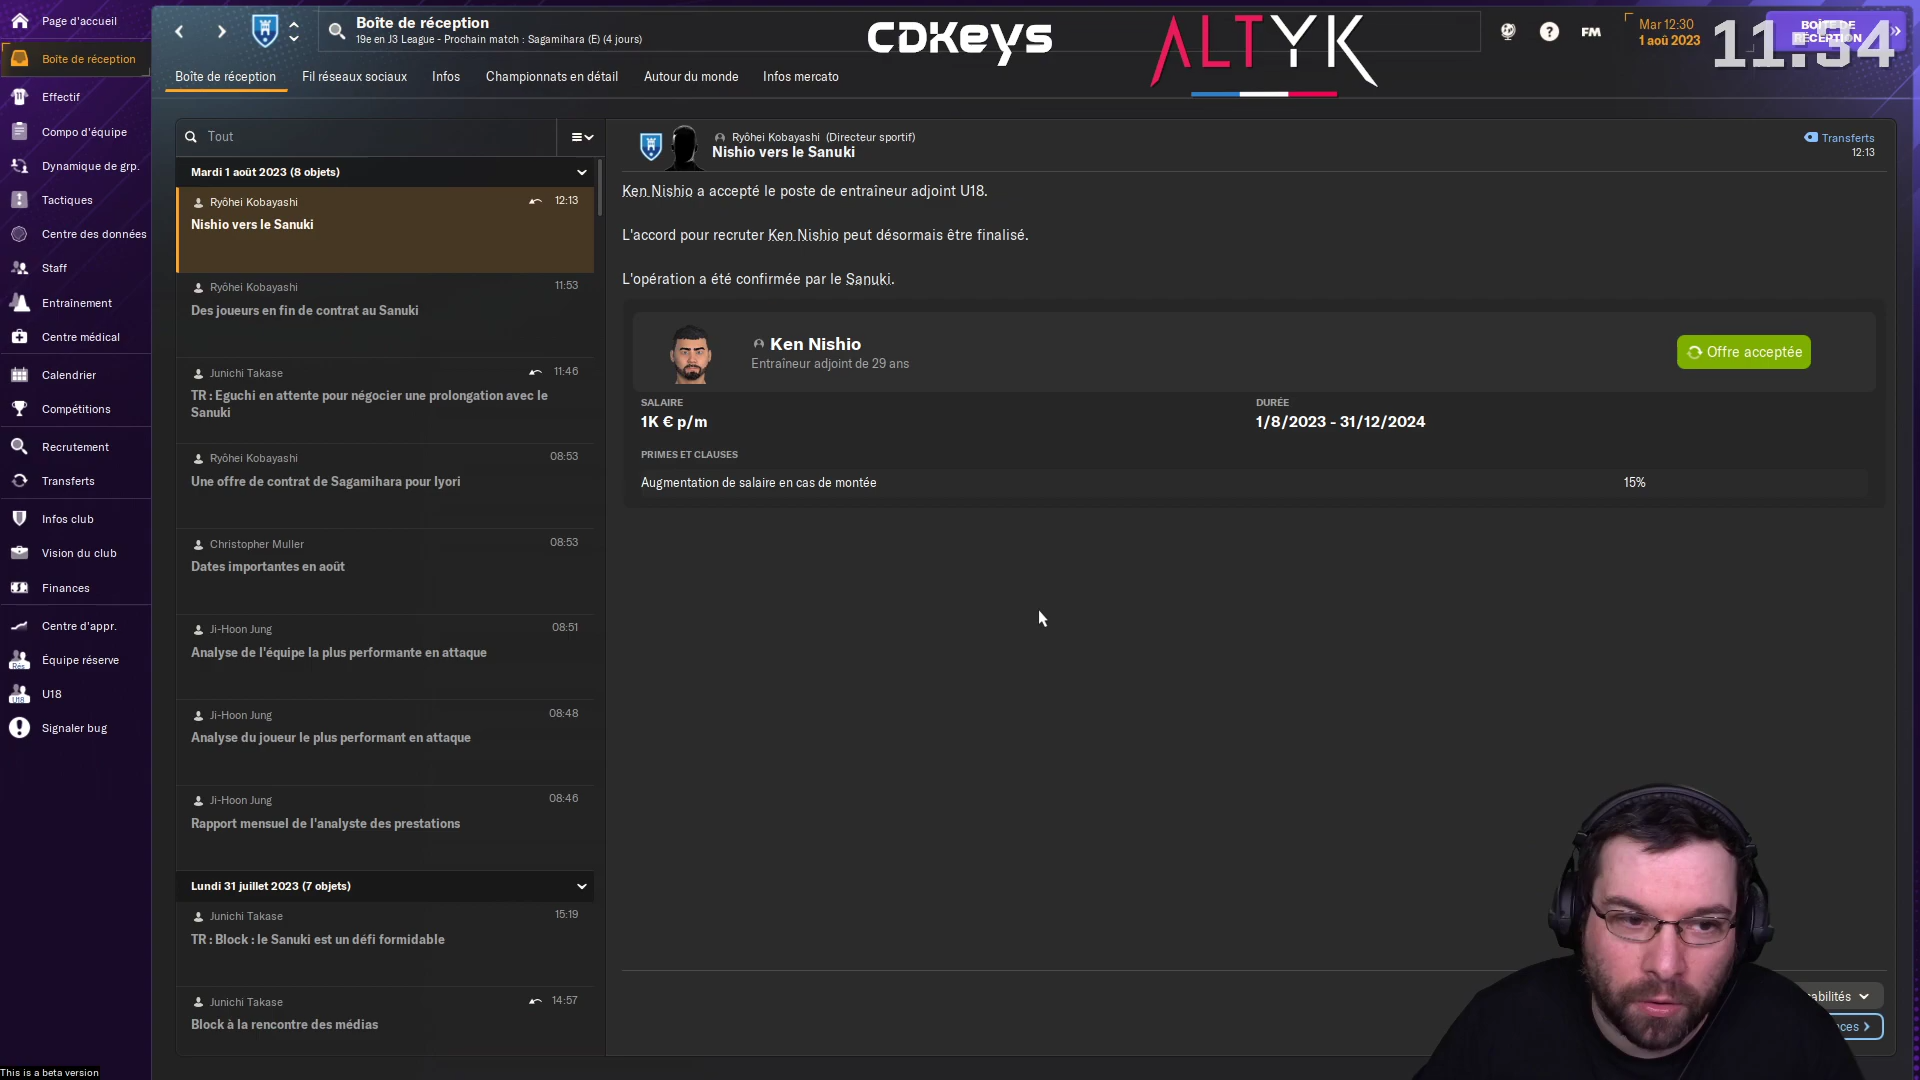 Page d'accueil
Boîte de réception
Effectif
Compo d'équipe
Dynamique de grp.
Tactiques
Centre des données
Staff
Entraînement
Centre médical
Calendrier
Compétitions
Recrutement
Transferts
Infos club
Vision du club
Finances
Centre d'appr.
Équipe réserve
U18
Signaler bug
This is a beta version
Boîte de réception
19e en J3 League - Prochain match : Sagamihara (E) (4 jours)
CDKeys
ALTYK
FM
Mar 12:30
1 aoû 2023
BOÎTE DE
RÉCEPTION
11:34
Boîte de réception
Fil réseaux sociaux
Infos
Championnats en détail
Autour du monde
Infos mercato
Tout
Mardi 1 août 2023 (8 objets)
Ryôhei Kobayashi 12:13
Nishio vers le Sanuki
Ryôhei Kobayashi 11:53
Des joueurs en fin de contrat au Sanuki
Junichi Takase 11:46
TR : Eguchi en attente pour négocier une prolongation avec le
Sanuki
Ryôhei Kobayashi 08:53
Une offre de contrat de Sagamihara pour Iyori
Christopher Muller 08:53
Dates importantes en août
Ji-Hoon Jung 08:51
Analyse de l'équipe la plus performante en attaque
Ji-Hoon Jung 08:48
Analyse du joueur le plus performant en attaque
Ji-Hoon Jung 08:46
Rapport mensuel de l'analyste des prestations
Lundi 31 juillet 2023 (7 objets)
Junichi Takase 15:19
TR : Block : le Sanuki est un défi formidable
Junichi Takase 14:57
Block à la rencontre des médias
Ryôhei Kobayashi (Directeur sportif)
Nishio vers le Sanuki
Transferts
12:13
Ken Nishio a accepté le poste de entraîneur adjoint U18.
L'accord pour recruter Ken Nishio peut désormais être finalisé.
L'opération a été confirmée par le Sanuki.
Ken Nishio
Entraîneur adjoint de 29 ans
Offre acceptée
SALAIRE
1K € p/m
DURÉE
1/8/2023 - 31/12/2024
PRIMES ET CLAUSES
Augmentation de salaire en cas de montée 15%